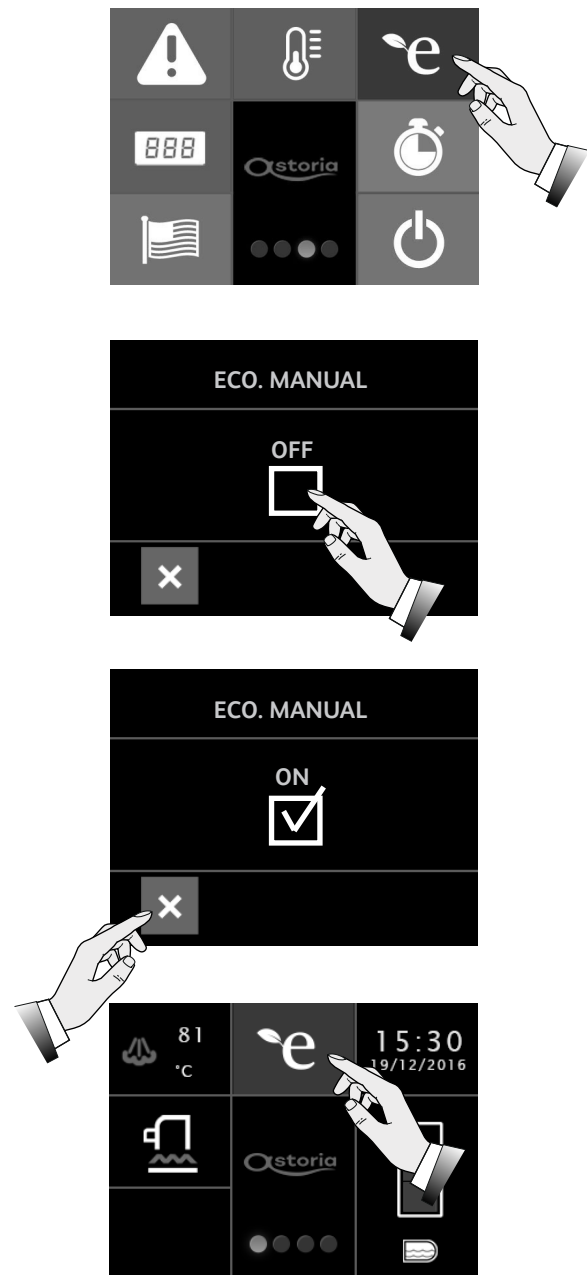 e
888
astoria
ECO. MANUAL
OFF
ECO. MANUAL
ON
81
°C
e
15:30
19/12/2016
astoria